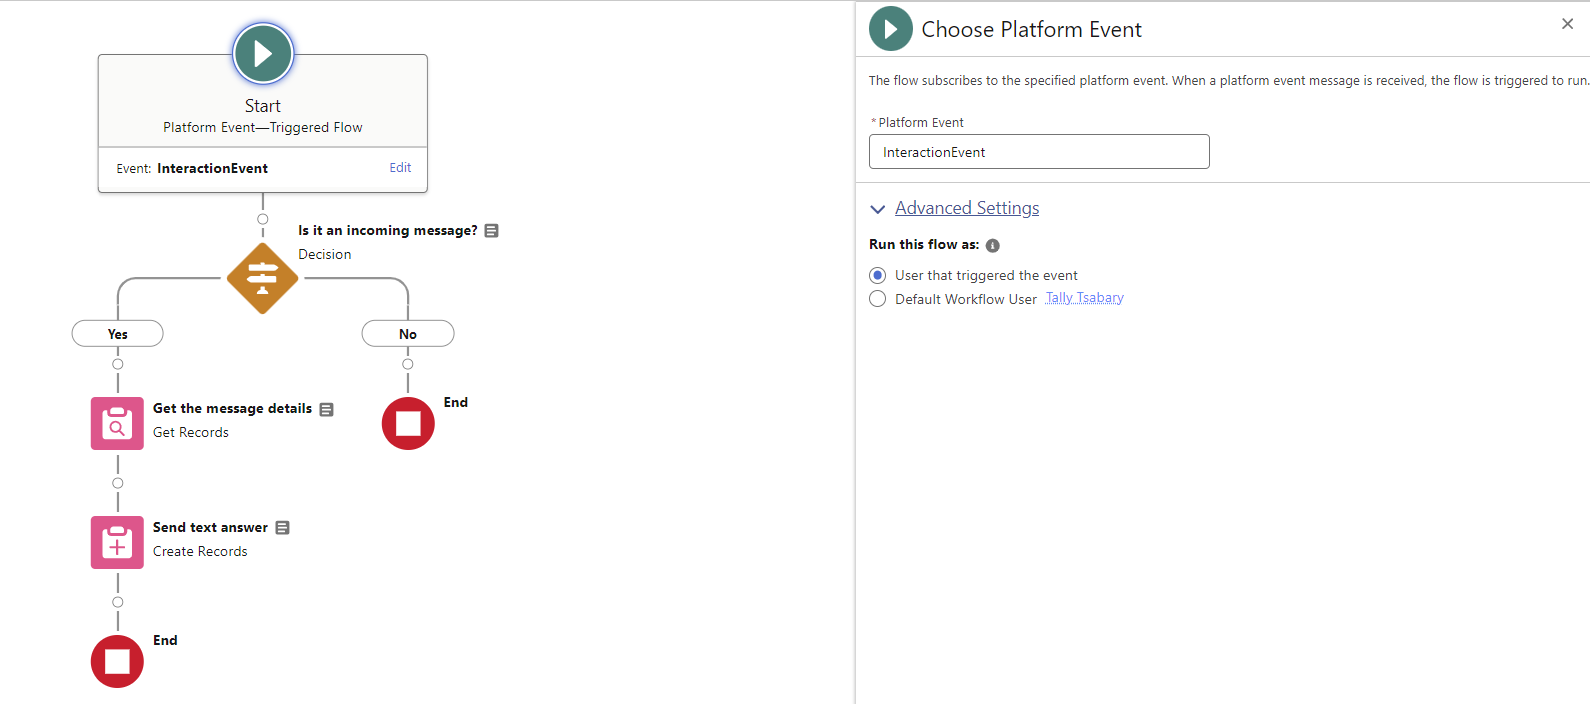 Start
Platform Event—Triggered Flow
Event: InteractionEvent Edit
Is it an incoming message?
Decision
Yes
No
Get the message details
Get Records
End
Send text answer
Create Records
End
Choose Platform Event
The flow subscribes to the specified platform event. When a platform event message is received, the flow is triggered to run.
* Platform Event
InteractionEvent
Advanced Settings
Run this flow as:
User that triggered the event
Default Workflow User Tally Tsabary